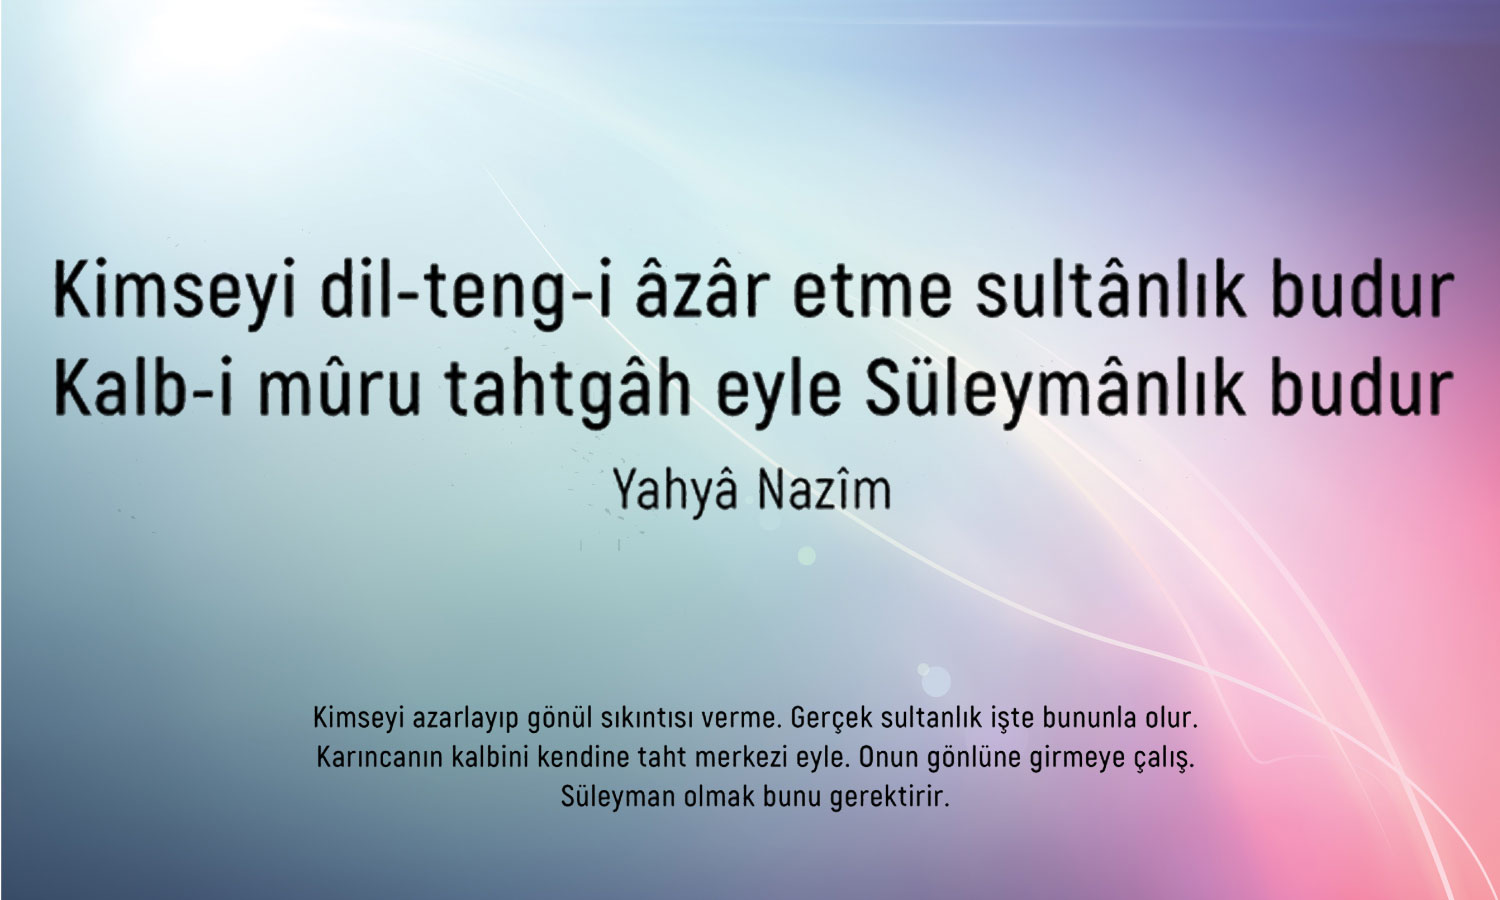 Kimseyi dil-teng-i âzâr etme sultânlık budur
Kalb-i mûru tahtgâh eyle Süleymânlık budur
Yahyâ Nazîm
Kimseyi azarlayıp gönül sıkıntısı verme. Gerçek sultanlık işte bununla olur.
Karıncanın kalbini kendine taht merkezi eyle. Onun gönlüne girmeye çalış.
Süleyman olmak bunu gerektirir.